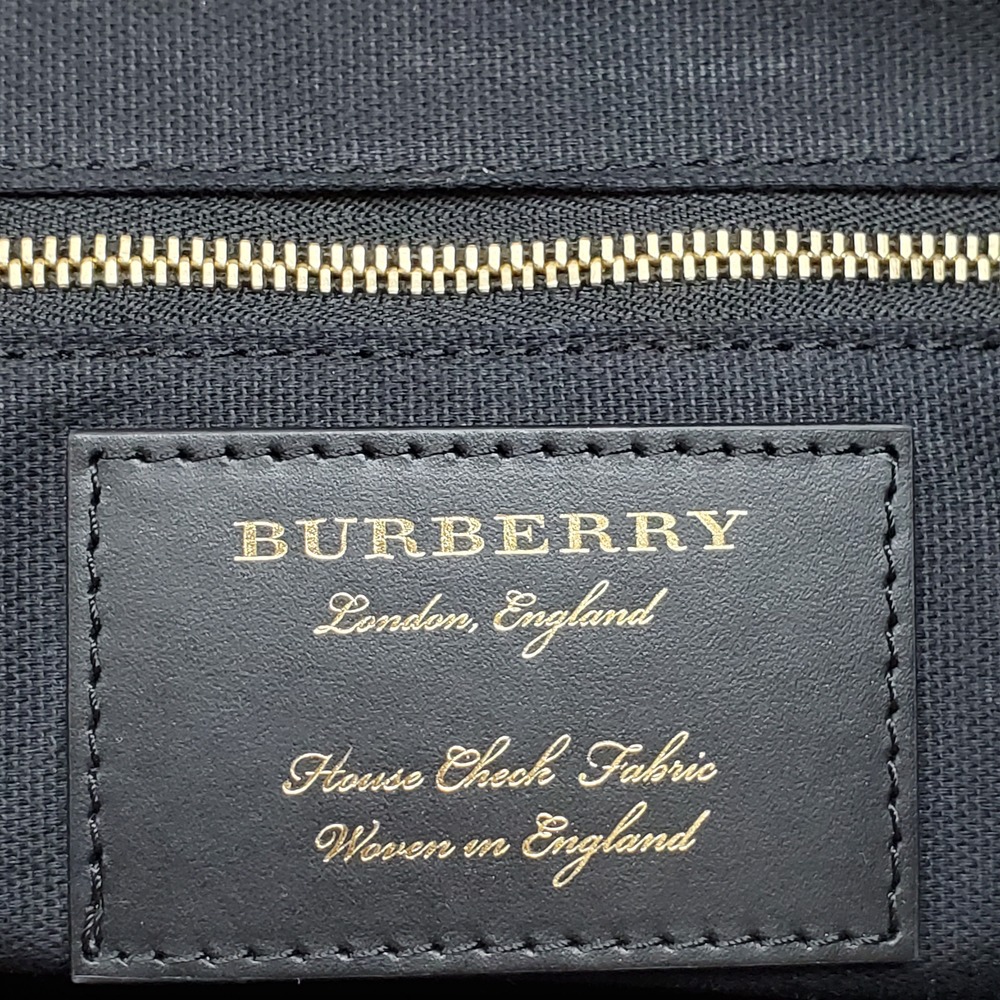 BURBERRY
London, England
House Check Fabric
Woven in England